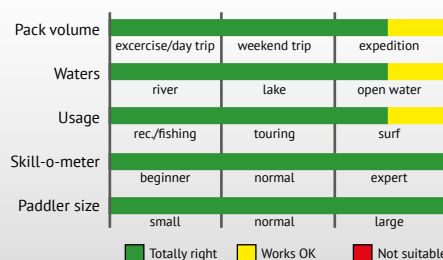 Pack volume
excercise/day trip weekend trip expedition
Waters
river lake open water
Usage
rec./fishing touring surf
Skill-o-meter
beginner normal expert
Paddler size
small normal large
Totally right Works OK Not suitable